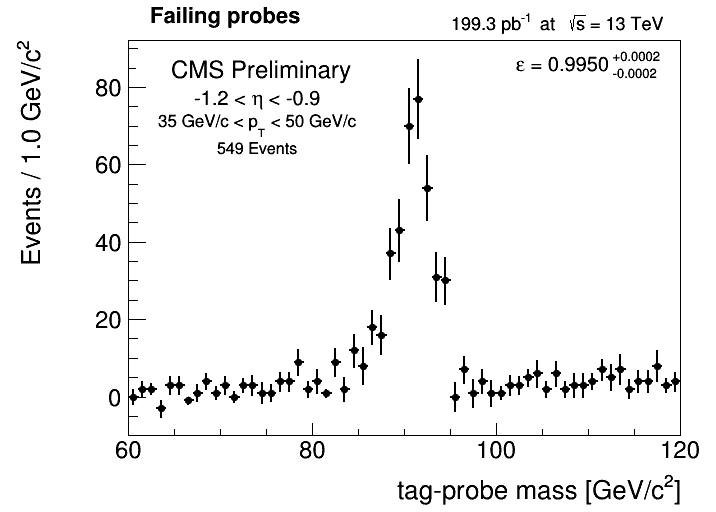 Failing probes
199.3 pb⁻¹ at √s = 13 TeV
CMS Preliminary
-1.2 < η < -0.9
35 GeV/c < p_T < 50 GeV/c
549 Events
ε = 0.9950 +0.0002 -0.0002
Events / 1.0 GeV/c²
80
60
40
20
0
60 80 100 120
tag-probe mass [GeV/c²]